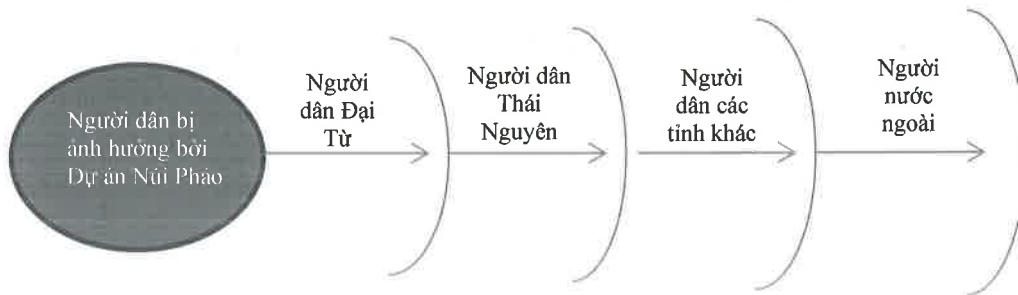 Người dân bị
ảnh hưởng bởi
Dự án Núi Pháo
Người
dân Đại
Từ
Người dân
Thái
Nguyên
Người
dân các
tỉnh khác
Người
nước
ngoài